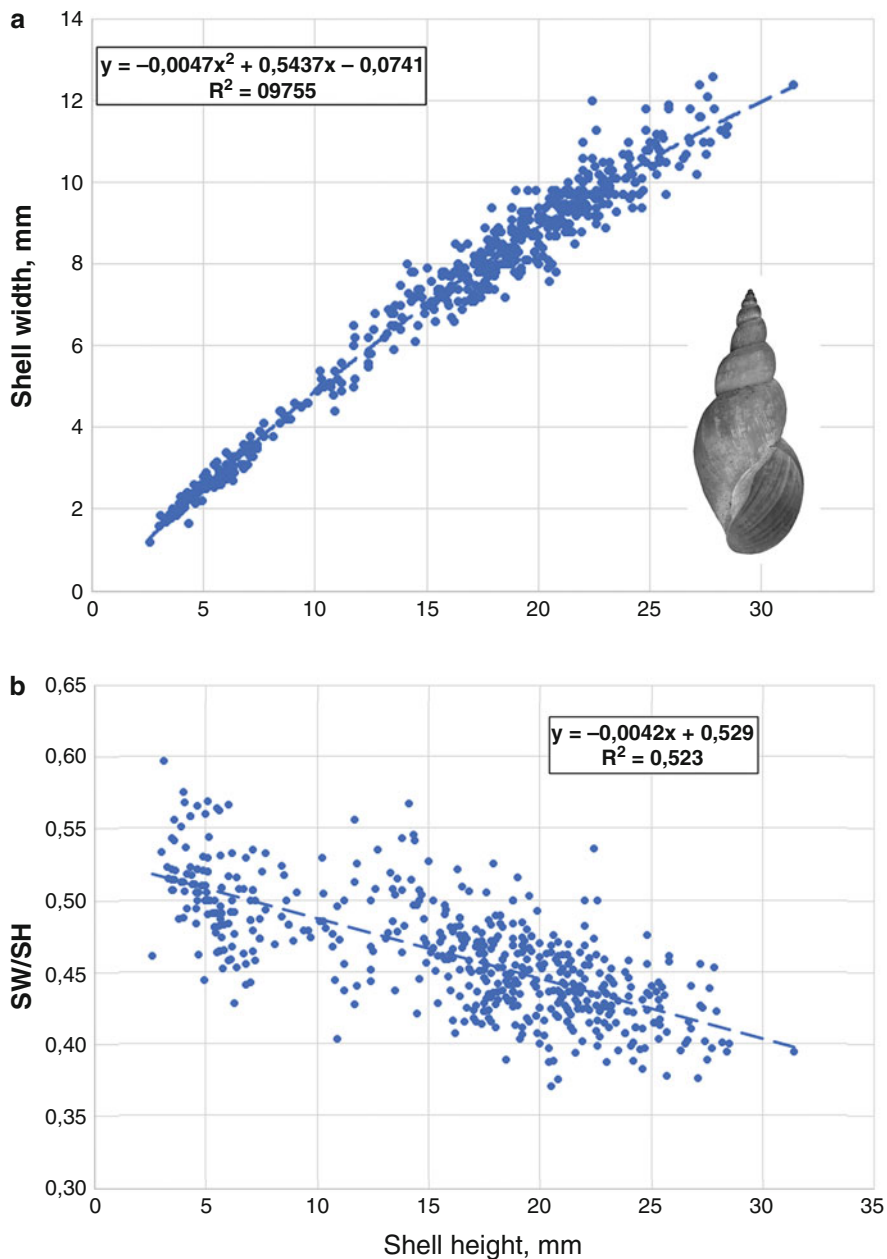 a
14
12
10
8
6
4
2
0
y = –0,0047x² + 0,5437x – 0,0741
R² = 09755
Shell width, mm
0 5 10 15 20 25 30
b
0,65
0,60
0,55
0,50
0,45
0,40
0,35
0,30
y = –0,0042x + 0,529
R² = 0,523
SW/SH
0 5 10 15 20 25 30 35
Shell height, mm